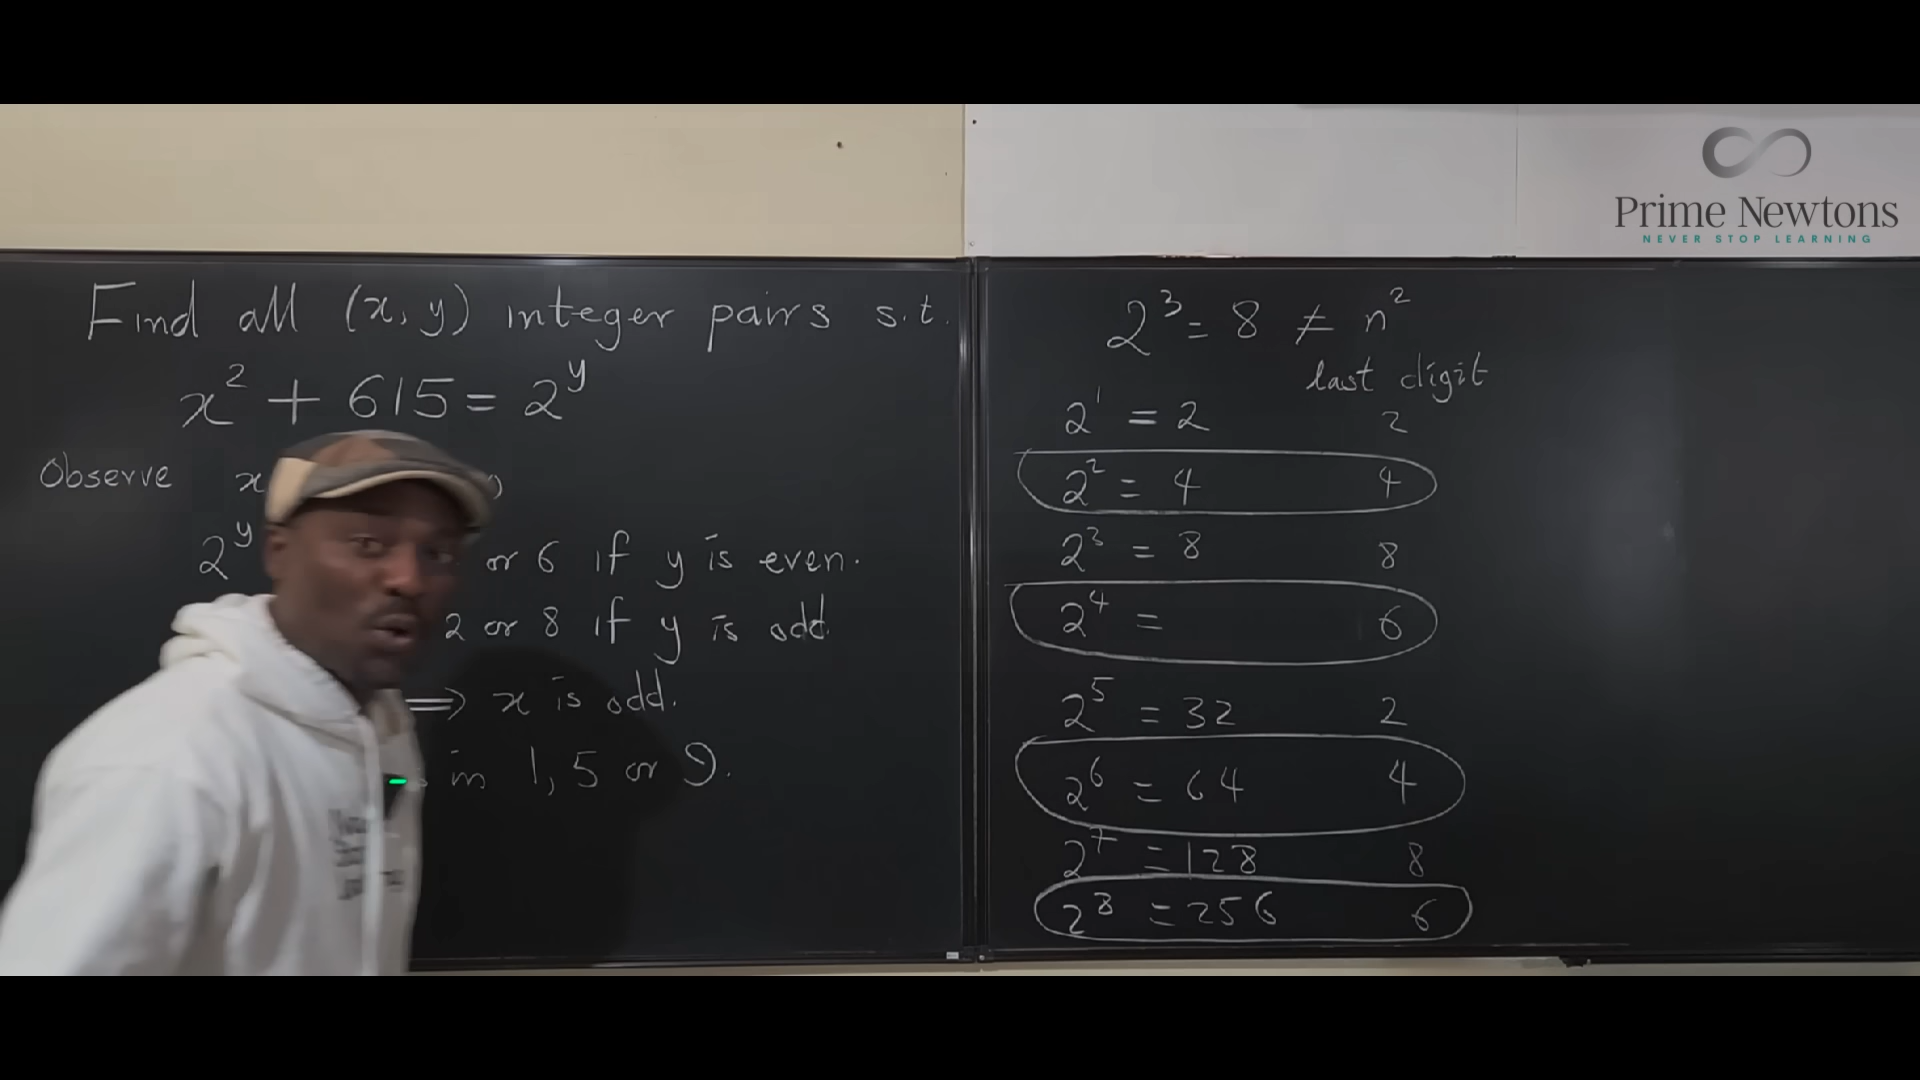 Prime Newtons
NEVER STOP LEARNING
Find all (x, y) integer pairs s.t.
x² + 615 = 2^y
Observe x
2^y or 6 if y is even.
2 or 8 if y is odd.
⟹ x is odd.
in 1, 5 or 9.
2³ = 8 ≠ n²
last digit
2¹ = 2 2
2² = 4 4
2³ = 8 8
2⁴ = 6
2⁵ = 32 2
2⁶ = 64 4
2⁷ = 128 8
2⁸ = 256 6